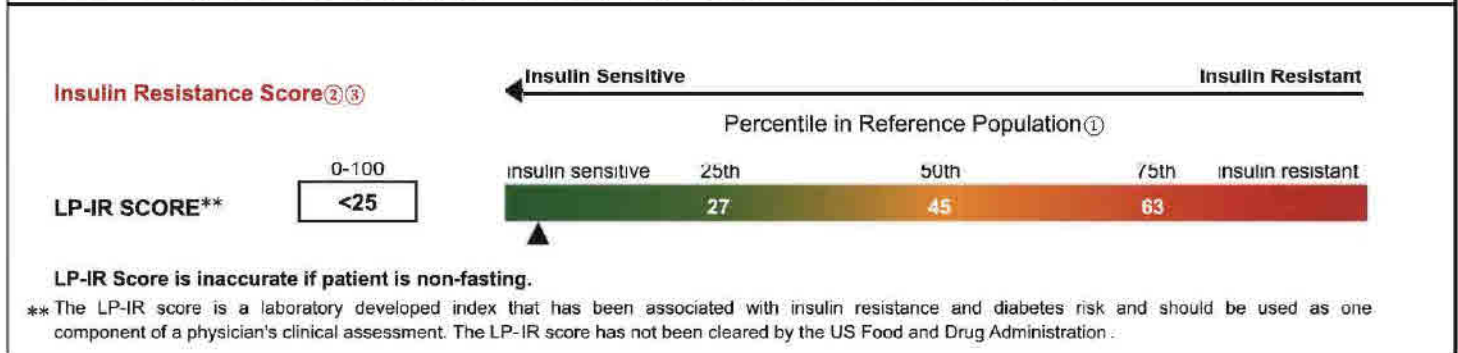 Insulin Sensitive Insulin Resistant
Insulin Resistance Score②③
Percentile in Reference Population①
0-100 insulin sensitive 25th 50th 75th insulin resistant
LP-IR SCORE** <25 27 45 63
LP-IR Score is inaccurate if patient is non-fasting.
** The LP-IR score is a laboratory developed index that has been associated with insulin resistance and diabetes risk and should be used as one
component of a physician's clinical assessment. The LP-IR score has not been cleared by the US Food and Drug Administration .